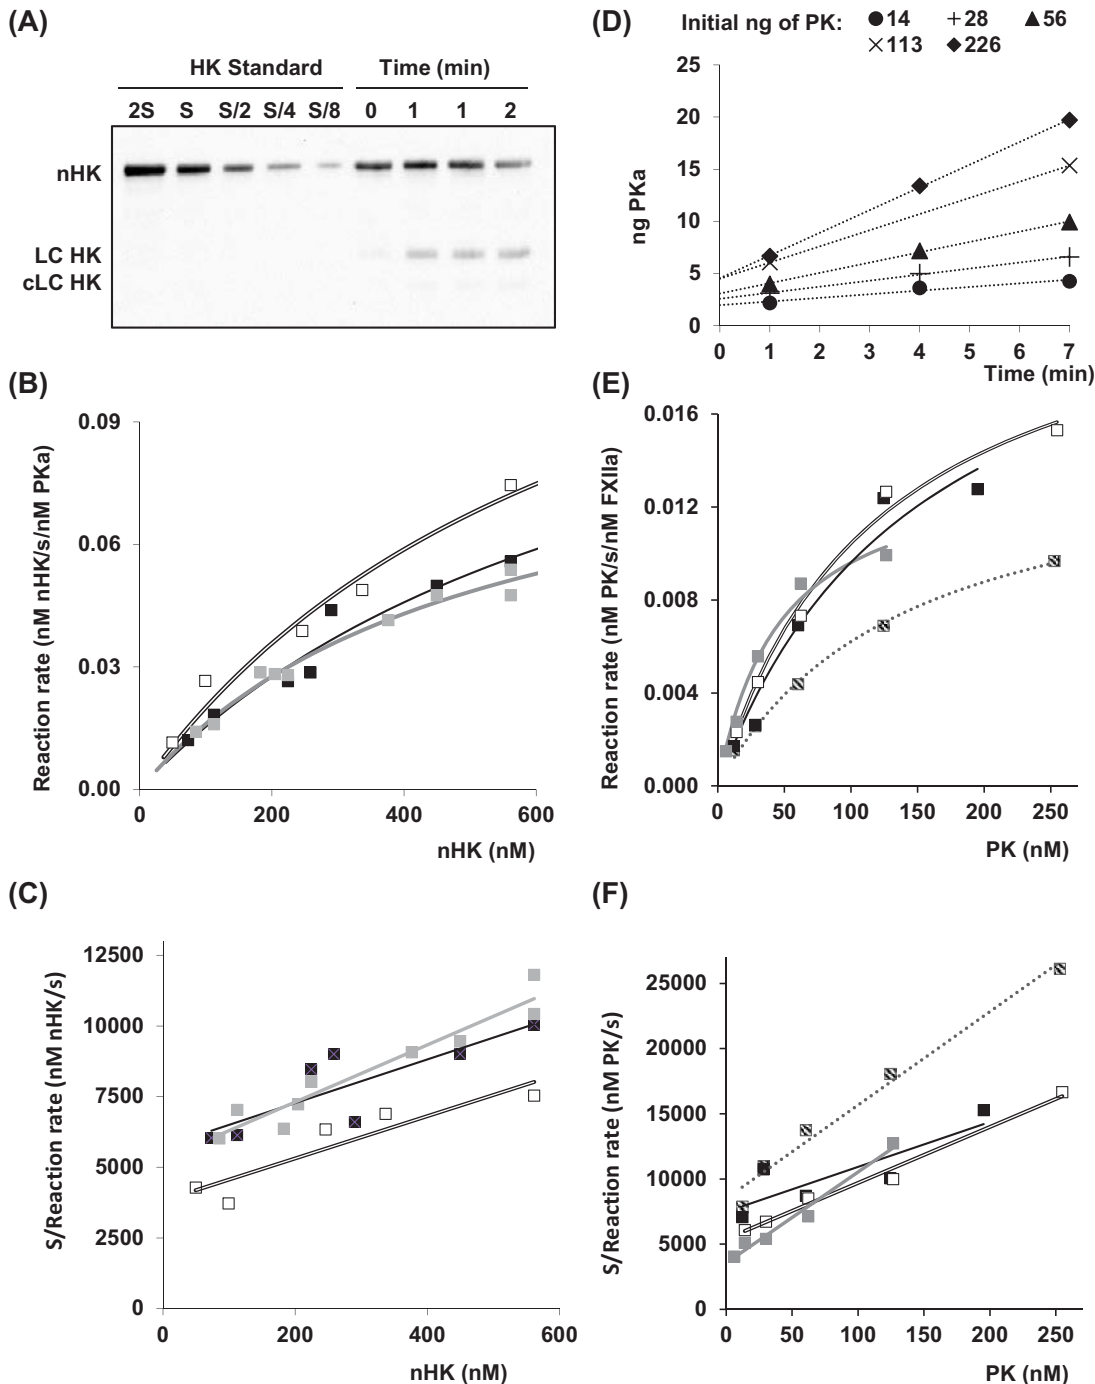 (A)
HK Standard Time (min)
2S S S/2 S/4 S/8 0 1 1 2
nHK
LC HK
cLC HK
(B)
Reaction rate (nM nHK/s/nM PKa)
0.09
0.06
0.03
0.00
0 200 400 600
nHK (nM)
(C)
S/Reaction rate (nM nHK/s)
12500
10000
7500
5000
2500
0
0 200 400 600
nHK (nM)
(D)
Initial ng of PK: 14 28 56
113 226
ng PKa
25
20
15
10
5
0
0 1 2 3 4 5 6 7
Time (min)
(E)
Reaction rate (nM PK/s/nM FXIIa)
0.016
0.012
0.008
0.004
0.000
0 50 100 150 200 250
PK (nM)
(F)
S/Reaction rate (nM PK/s)
25000
20000
15000
10000
5000
0
0 50 100 150 200 250
PK (nM)